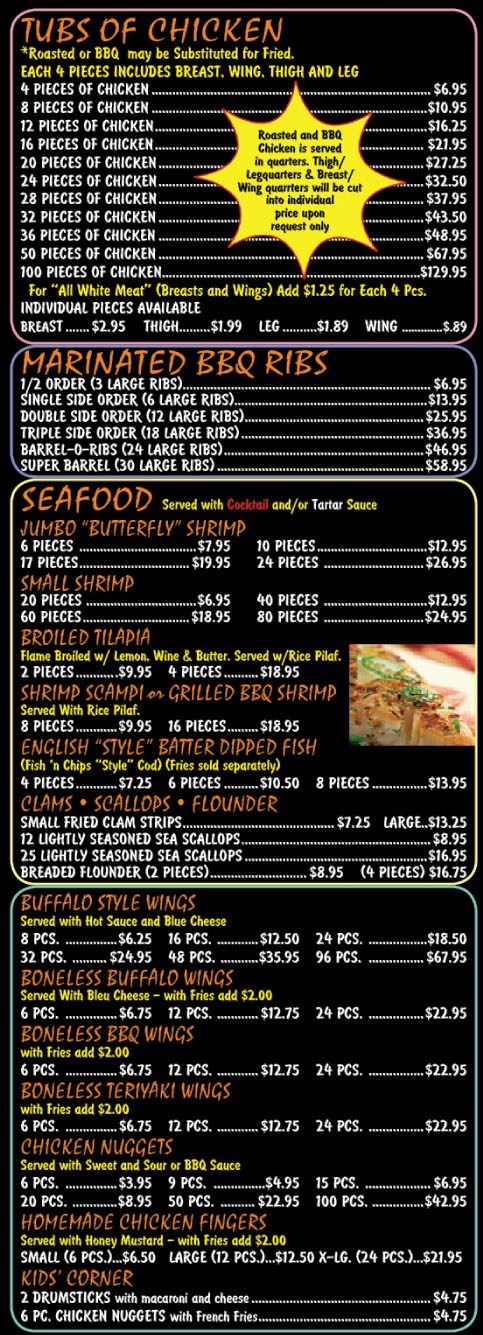 TUBS OF CHICKEN
*Roasted or BBQ may be Substituted for Fried.
EACH 4 PIECES INCLUDES BREAST, WING, THIGH AND LEG
4 PIECES OF CHICKEN $6.95
8 PIECES OF CHICKEN $10.95
12 PIECES OF CHICKEN $16.25
16 PIECES OF CHICKEN $21.95
20 PIECES OF CHICKEN $27.25
24 PIECES OF CHICKEN $32.50
28 PIECES OF CHICKEN $37.95
32 PIECES OF CHICKEN $43.50
36 PIECES OF CHICKEN $48.95
50 PIECES OF CHICKEN $67.95
100 PIECES OF CHICKEN $129.95
Roasted and BBQ
Chicken is served
in quarters. Thigh/
Legquarters & Breast/
Wing quarrters will be cut
into individual
price upon
request only
For "All White Meat" (Breasts and Wings) Add $1.25 for Each 4 Pcs.
INDIVIDUAL PIECES AVAILABLE
BREAST $2.95 THIGH $1.99 LEG $1.89 WING $.89
MARINATED BBQ RIBS
1/2 ORDER (3 LARGE RIBS) $6.95
SINGLE SIDE ORDER (6 LARGE RIBS) $13.95
DOUBLE SIDE ORDER (12 LARGE RIBS) $25.95
TRIPLE SIDE ORDER (18 LARGE RIBS) $36.95
BARREL-O-RIBS (24 LARGE RIBS) $46.95
SUPER BARREL (30 LARGE RIBS) $58.95
SEAFOOD Served with Cocktail and/or Tartar Sauce
JUMBO "BUTTERFLY" SHRIMP
6 PIECES $7.95 10 PIECES $12.95
17 PIECES $19.95 24 PIECES $26.95
SMALL SHRIMP
20 PIECES $6.95 40 PIECES $12.95
60 PIECES $18.95 80 PIECES $24.95
BROILED TILAPIA
Flame Broiled w/ Lemon, Wine & Butter. Served w/Rice Pilaf.
2 PIECES $9.95 4 PIECES $18.95
SHRIMP SCAMPI or GRILLED BBQ SHRIMP
Served With Rice Pilaf.
8 PIECES $9.95 16 PIECES $18.95
ENGLISH "STYLE" BATTER DIPPED FISH
(Fish 'n Chips "Style" Cod) (Fries sold separately)
4 PIECES $7.25 6 PIECES $10.50 8 PIECES $13.95
CLAMS • SCALLOPS • FLOUNDER
SMALL FRIED CLAM STRIPS $7.25 LARGE..$13.25
12 LIGHTLY SEASONED SEA SCALLOPS $8.95
25 LIGHTLY SEASONED SEA SCALLOPS $16.95
BREADED FLOUNDER (2 PIECES) $8.95 (4 PIECES) $16.75
BUFFALO STYLE WINGS
Served with Hot Sauce and Blue Cheese
8 PCS. $6.25 16 PCS. $12.50 24 PCS. $18.50
32 PCS. $24.95 48 PCS. $35.95 96 PCS. $67.95
BONELESS BUFFALO WINGS
Served With Bleu Cheese – with Fries add $2.00
6 PCS. $6.75 12 PCS. $12.75 24 PCS. $22.95
BONELESS BBQ WINGS
with Fries add $2.00
6 PCS. $6.75 12 PCS. $12.75 24 PCS. $22.95
BONELESS TERIYAKI WINGS
with Fries add $2.00
6 PCS. $6.75 12 PCS. $12.75 24 PCS. $22.95
CHICKEN NUGGETS
Served with Sweet and Sour or BBQ Sauce
6 PCS. $3.95 9 PCS. $4.95 15 PCS. $6.95
20 PCS. $8.95 50 PCS. $22.95 100 PCS. $42.95
HOMEMADE CHICKEN FINGERS
Served with Honey Mustard – with Fries add $2.00
SMALL (6 PCS.)...$6.50 LARGE (12 PCS.)...$12.50 X-LG. (24 PCS.)...$21.95
KIDS' CORNER
2 DRUMSTICKS with macaroni and cheese $4.75
6 PC. CHICKEN NUGGETS with French Fries $4.75